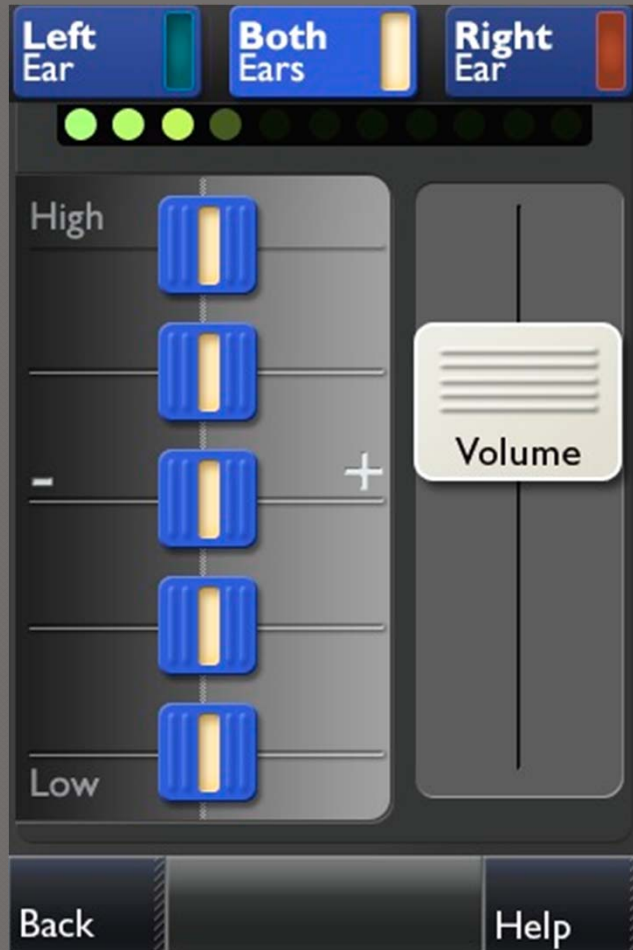 Left
Ear
Both
Ears
Right
Ear
High
-
+
Volume
Low
Back
Help